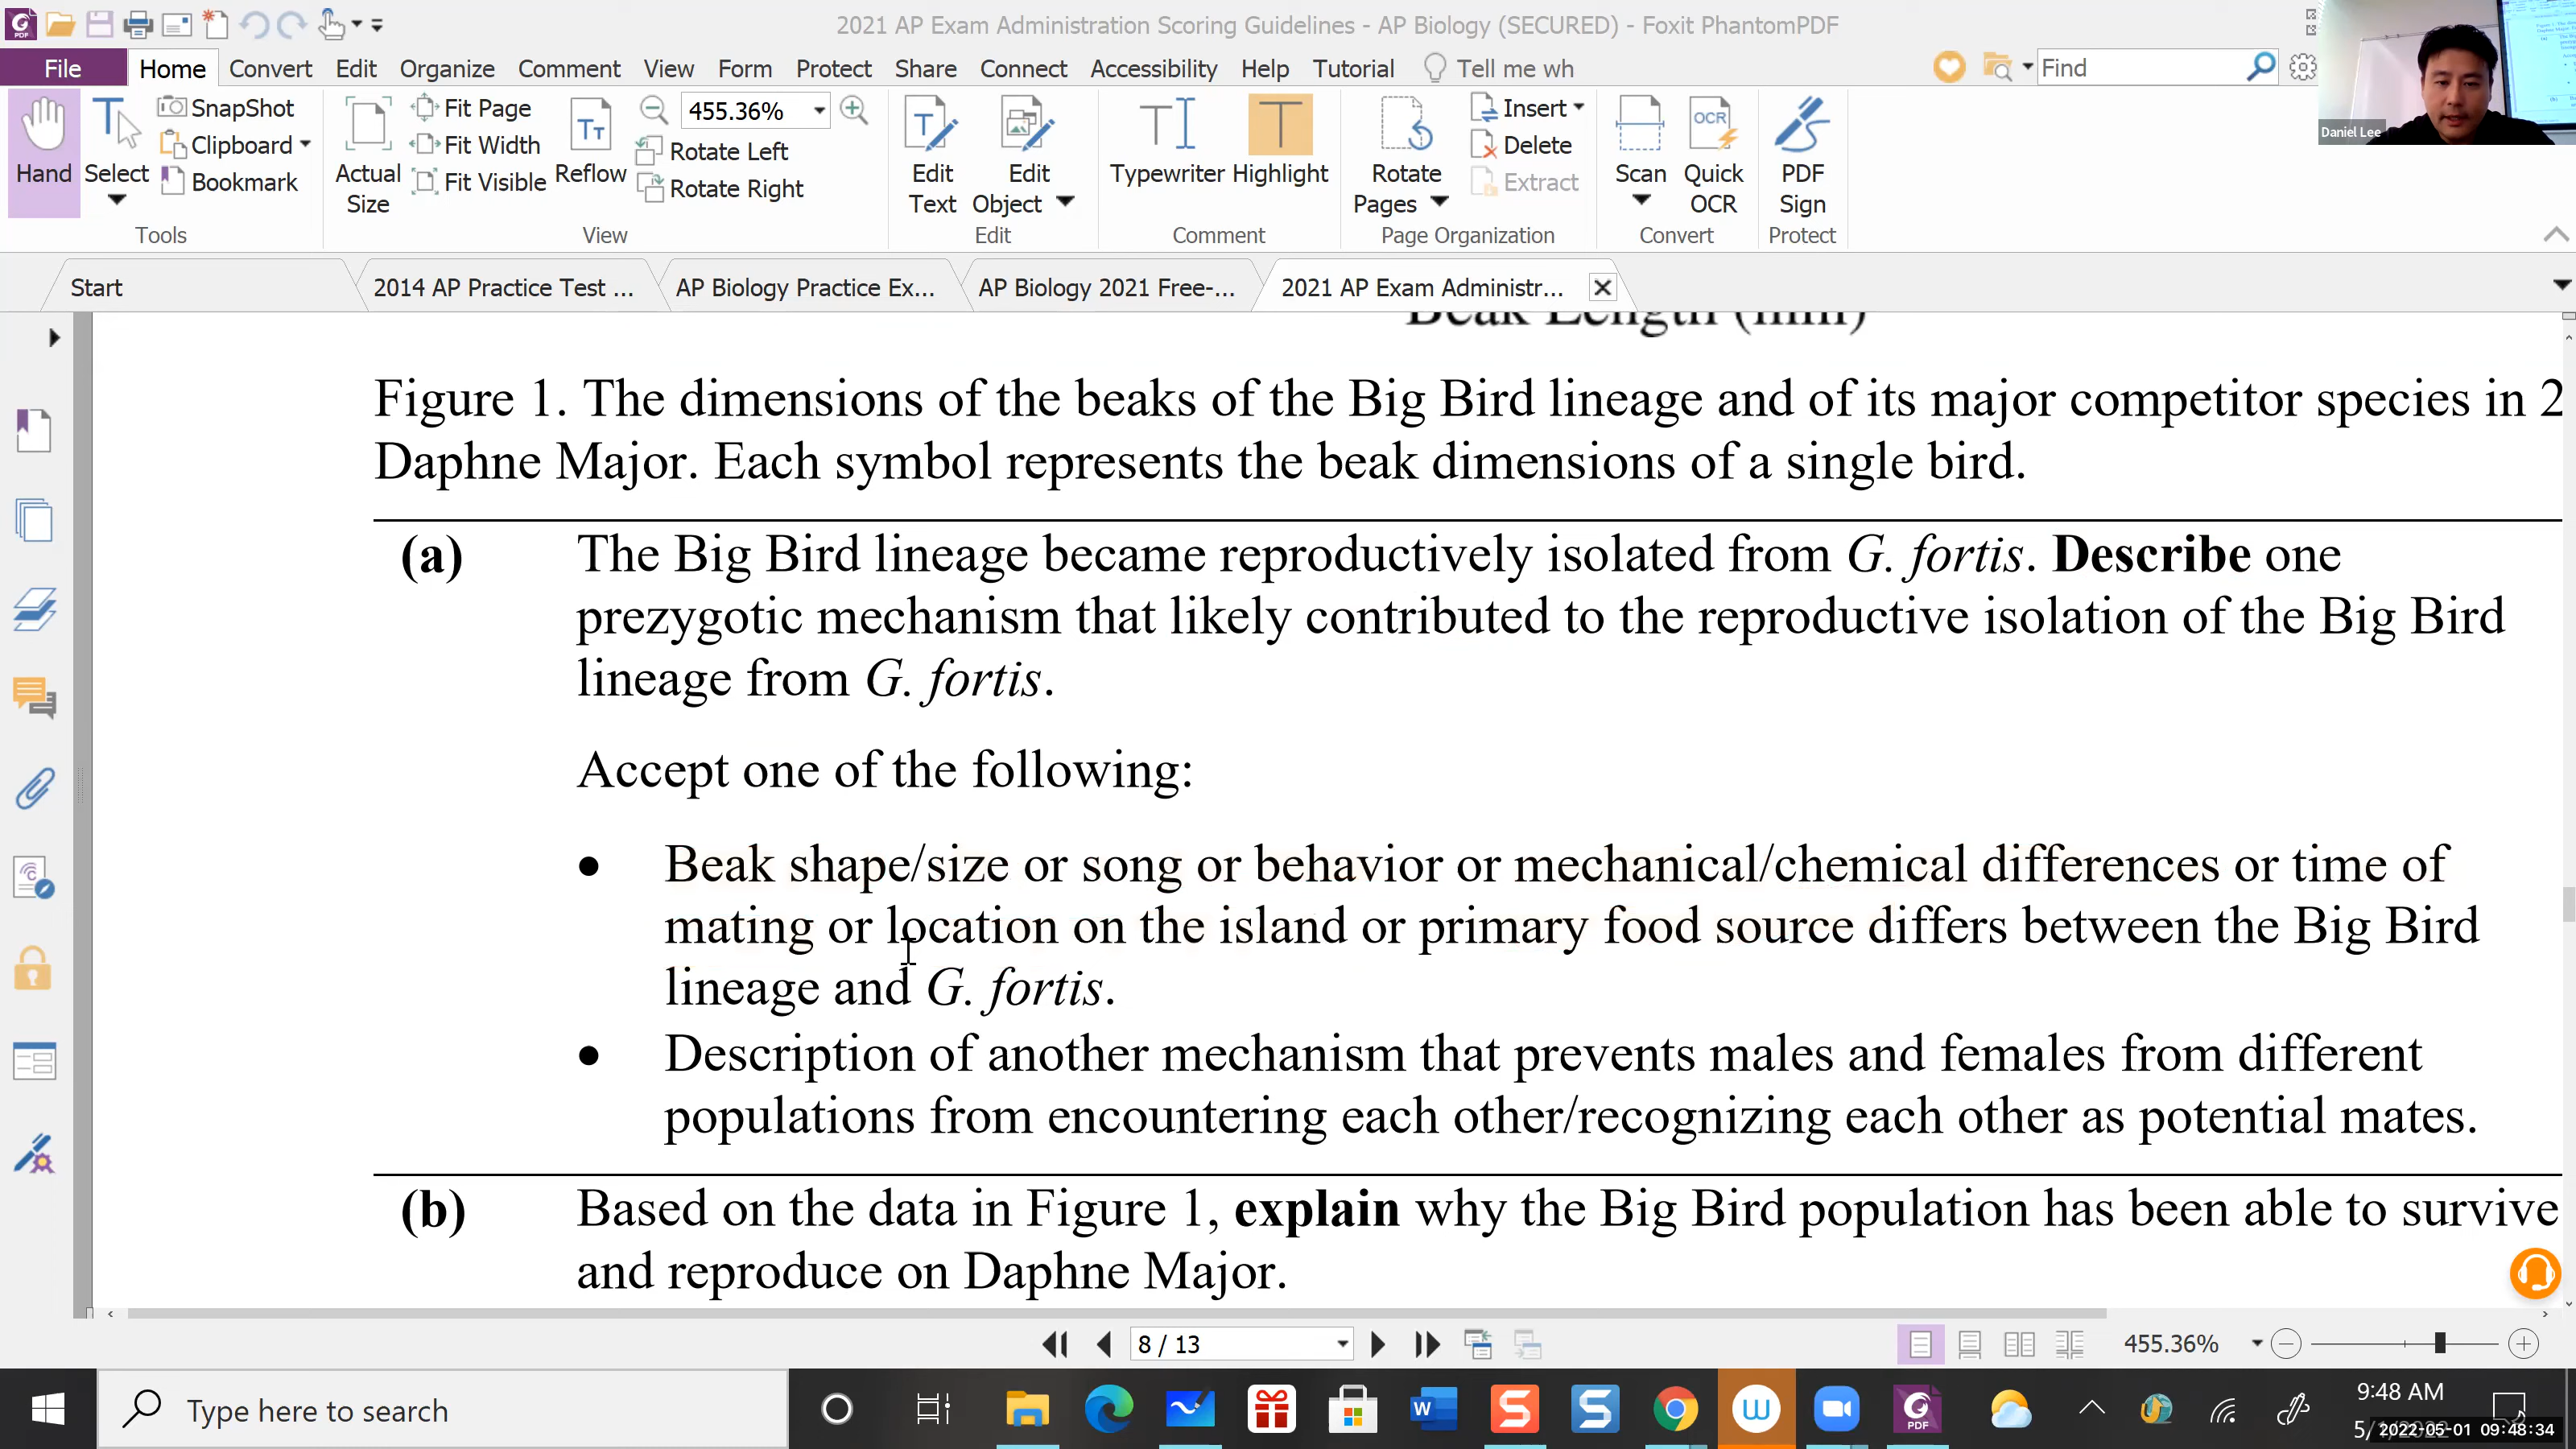 2021 AP Exam Administration Scoring Guidelines - AP Biology (SECURED) - Foxit PhantomPDF
File Home Convert Edit Organize Comment View Form Protect Share Connect Accessibility Help Tutorial Tell me wh Find
Daniel Lee
SnapShot
Clipboard
Bookmark
Hand Select
Tools
Actual Size
Fit Page
Fit Width
Fit Visible
Reflow
455.36%
Rotate Left
Rotate Right
View
Edit Text
Edit Object
Edit
Typewriter Highlight
Comment
Rotate Pages
Insert
Delete
Extract
Page Organization
Scan
Quick OCR
Convert
PDF Sign
Protect
Start 2014 AP Practice Test ... AP Biology Practice Ex... AP Biology 2021 Free-... 2021 AP Exam Administr...
Beak Length (mm)
Figure 1. The dimensions of the beaks of the Big Bird lineage and of its major competitor species in 2
Daphne Major. Each symbol represents the beak dimensions of a single bird.
(a) The Big Bird lineage became reproductively isolated from G. fortis. Describe one
prezygotic mechanism that likely contributed to the reproductive isolation of the Big Bird
lineage from G. fortis.
Accept one of the following:
• Beak shape/size or song or behavior or mechanical/chemical differences or time of
mating or location on the island or primary food source differs between the Big Bird
lineage and G. fortis.
• Description of another mechanism that prevents males and females from different
populations from encountering each other/recognizing each other as potential mates.
(b) Based on the data in Figure 1, explain why the Big Bird population has been able to survive
and reproduce on Daphne Major.
8 / 13
455.36%
Type here to search
9:48 AM
2022-05-01 09:48:34